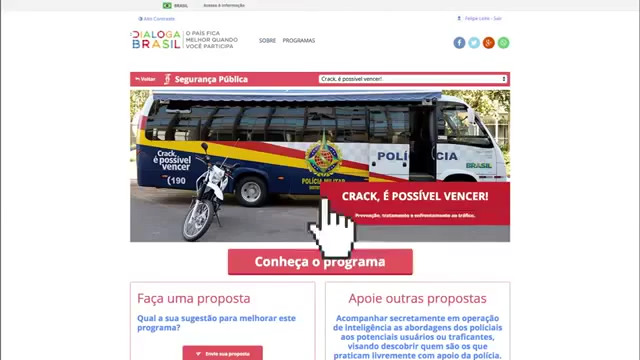 BRASIL
Acesso à informação
Alto Contraste
Felipe Leite - Sair
DIALOGA
BRASIL
O PAÍS FICA
MELHOR QUANDO
VOCÊ PARTICIPA
SOBRE
PROGRAMAS
Voltar
Segurança Pública
Crack, é possível vencer!
Crack,
é possível
vencer
(190
POLÍCIA MILITAR
POLÍCIA
BRASIL
CRACK, É POSSÍVEL VENCER!
Prevenção, tratamento e enfrentamento ao tráfico.
Conheça o programa
Faça uma proposta
Qual a sua sugestão para melhorar este
programa?
Envie sua proposta
Apoie outras propostas
Acompanhar secretamente em operação
de inteligência as abordagens dos policiais
aos potenciais usuários ou traficantes,
visando descobrir quem são os que
praticam livremente com apoio da polícia.